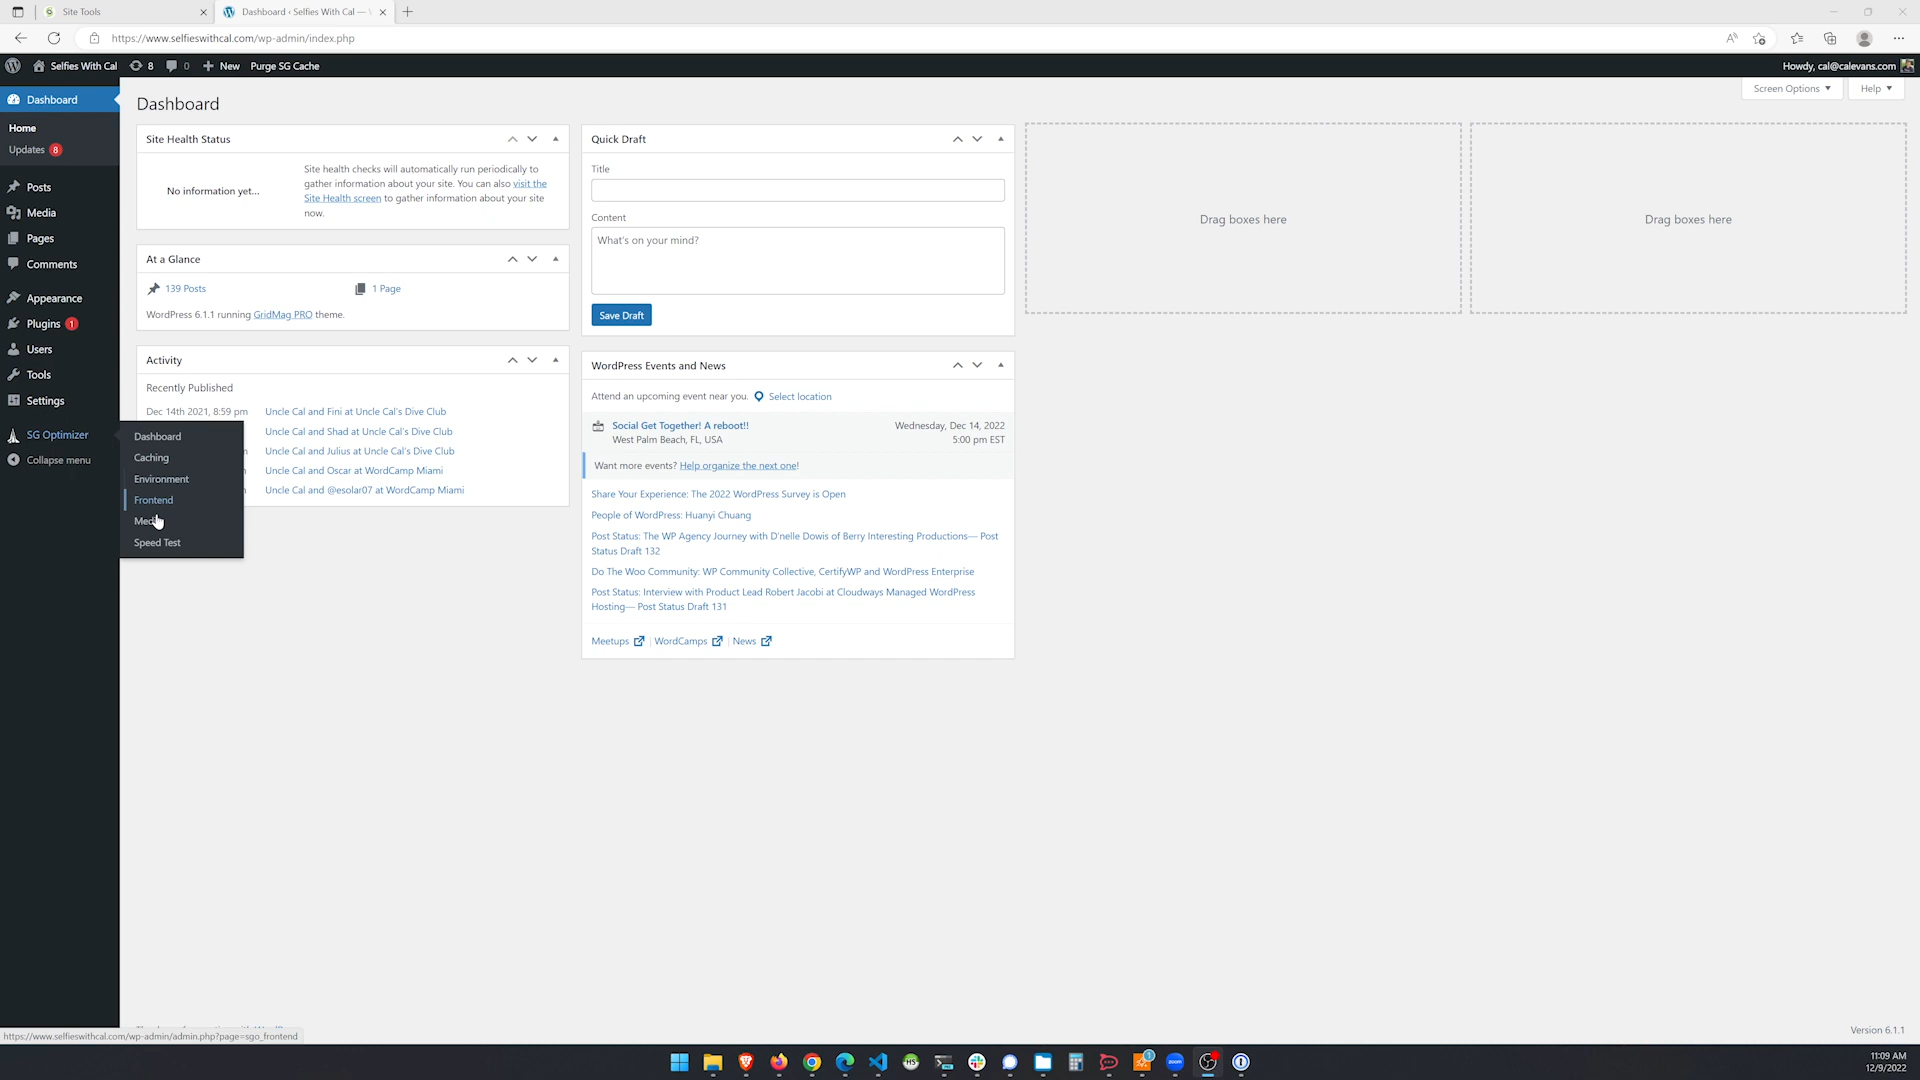 Site Tools
Dashboard ‹ Selfies With Cal —
https://www.selfieswithcal.com/wp-admin/index.php
Selfies With Cal
8
0
New
Purge SG Cache
Howdy, cal@calevans.com
Dashboard
Home
Updates 8
Posts
Media
Pages
Comments
Appearance
Plugins 1
Users
Tools
Settings
SG Optimizer
Collapse menu
Dashboard
Caching
Environment
Frontend
Speed Test
Dashboard
Screen Options
Help
Site Health Status
No information yet...
Site health checks will automatically run periodically to
gather information about your site. You can also visit the
Site Health screen to gather information about your site
now.
At a Glance
139 Posts
1 Page
WordPress 6.1.1 running GridMag PRO theme.
Activity
Recently Published
Dec 14th 2021, 8:59 pm
Uncle Cal and Fini at Uncle Cal's Dive Club
Uncle Cal and Shad at Uncle Cal's Dive Club
Uncle Cal and Julius at Uncle Cal's Dive Club
Uncle Cal and Oscar at WordCamp Miami
Uncle Cal and @esolar07 at WordCamp Miami
Quick Draft
Title
Content
What's on your mind?
Save Draft
WordPress Events and News
Attend an upcoming event near you.
Select location
Social Get Together! A reboot!!
West Palm Beach, FL, USA
Wednesday, Dec 14, 2022
5:00 pm EST
Want more events? Help organize the next one!
Share Your Experience: The 2022 WordPress Survey is Open
People of WordPress: Huanyi Chuang
Post Status: The WP Agency Journey with D'nelle Dowis of Berry Interesting Productions— Post
Status Draft 132
Do The Woo Community: WP Community Collective, CertifyWP and WordPress Enterprise
Post Status: Interview with Product Lead Robert Jacobi at Cloudways Managed WordPress
Hosting— Post Status Draft 131
Meetups | WordCamps | News
Drag boxes here
Drag boxes here
Version 6.1.1
https://www.selfieswithcal.com/wp-admin/admin.php?page=sgo_frontend
11:09 AM
12/9/2022